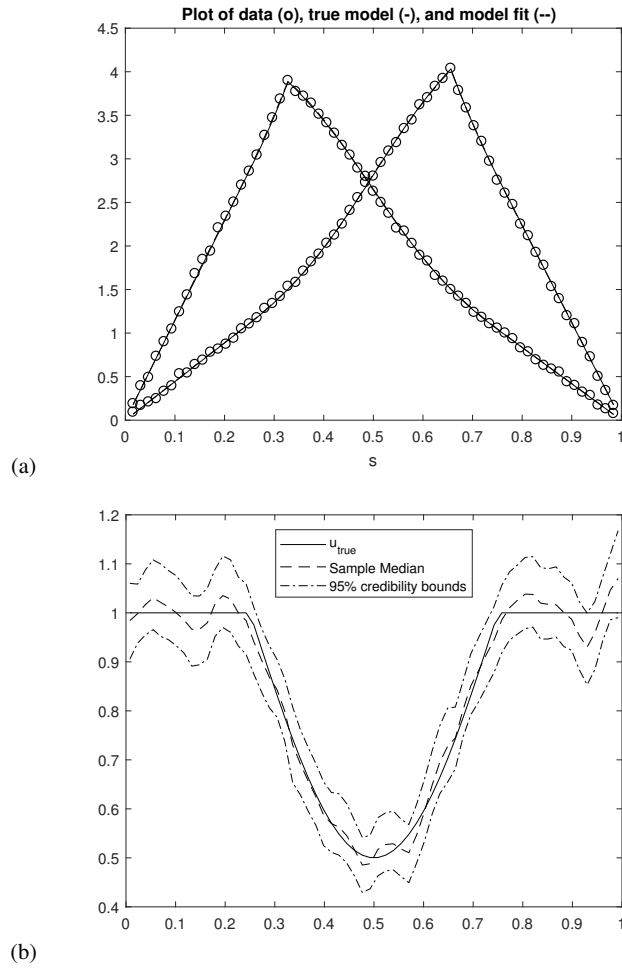 Plot of data (o), true model (-), and model fit (--)
4.5
4
3.5
3
2.5
2
1.5
1
0.5
0
0 0.1 0.2 0.3 0.4 0.5 0.6 0.7 0.8 0.9 1
s
(a)
1.2
1.1
1
0.9
0.8
0.7
0.6
0.5
0.4
u_true
Sample Median
95% credibility bounds
0 0.1 0.2 0.3 0.4 0.5 0.6 0.7 0.8 0.9 1
(b)